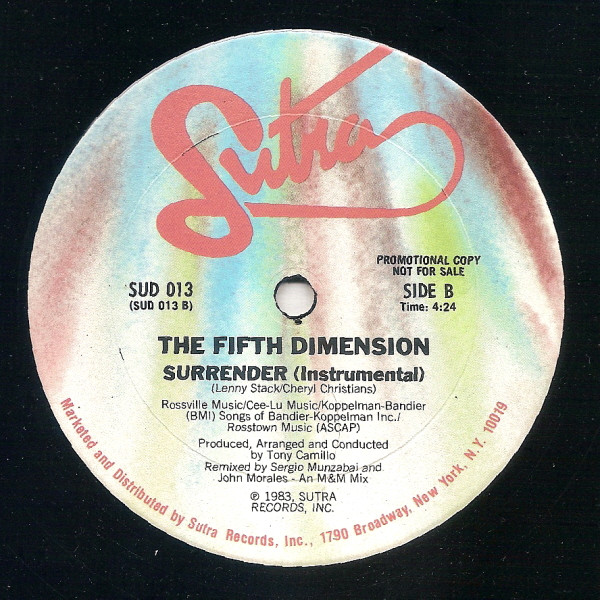 Sutra
PROMOTIONAL COPY
NOT FOR SALE
SUD 013
(SUD 013 B)
SIDE B
Time: 4:24
THE FIFTH DIMENSION
SURRENDER (Instrumental)
(Lenny Stack/Cheryl Christians)
Rossville Music/Cee-Lu Music/Koppelman-Bandier
(BMI) Songs of Bandier-Koppelman Inc./
Rosstown Music (ASCAP)
Produced, Arranged and Conducted
by Tony Camillo
Remixed by Sergio Munzabai and
John Morales - An M&M Mix
℗ 1983, SUTRA
RECORDS, INC.
Marketed and Distributed by Sutra Records, Inc., 1790 Broadway, New York, N.Y. 10019